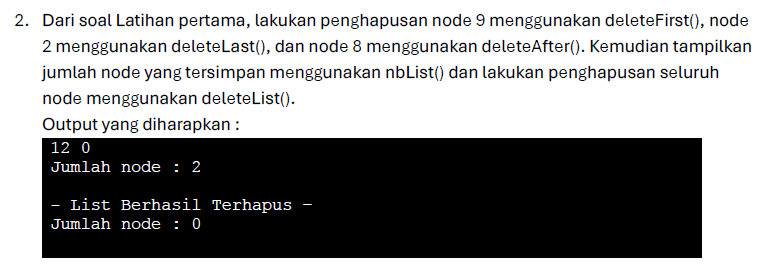 2. Dari soal Latihan pertama, lakukan penghapusan node 9 menggunakan deleteFirst(), node
2 menggunakan deleteLast(), dan node 8 menggunakan deleteAfter(). Kemudian tampilkan
jumlah node yang tersimpan menggunakan nbList() dan lakukan penghapusan seluruh
node menggunakan deleteList().
Output yang diharapkan :
12 0
Jumlah node : 2
- List Berhasil Terhapus -
Jumlah node : 0